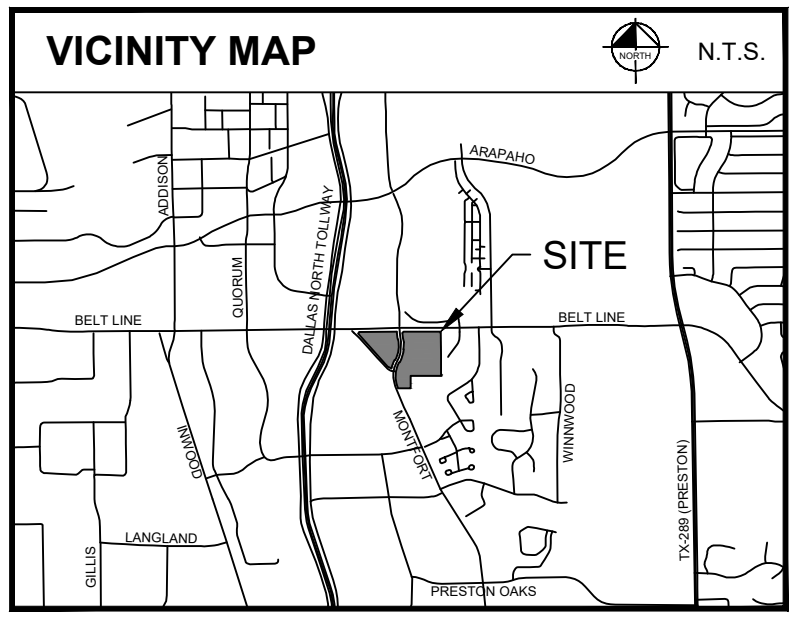 VICINITY MAP
NORTH
N.T.S.
ARAPAHO
ADDISON
DALLAS NORTH TOLLWAY
QUORUM
SITE
BELT LINE
BELT LINE
MONTFORT
WINNWOOD
INWOOD
TX-289 (PRESTON)
LANGLAND
GILLIS
PRESTON OAKS